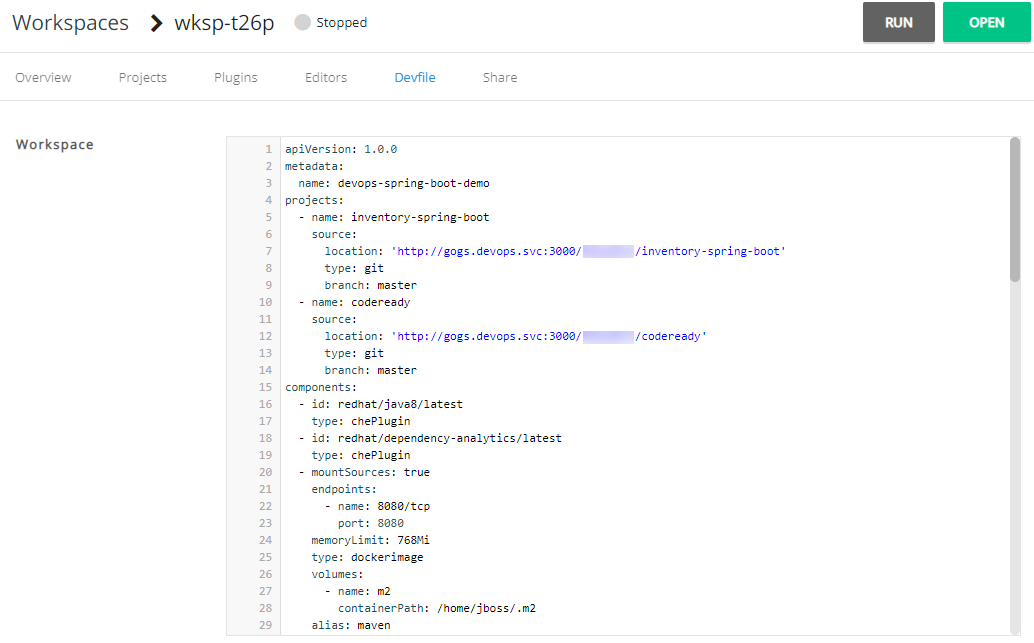 Workspaces > wksp-t26p Stopped RUN OPEN
Overview Projects Plugins Editors Devfile Share
Workspace
1 apiVersion: 1.0.0
2 metadata:
3   name: devops-spring-boot-demo
4 projects:
5   - name: inventory-spring-boot
6     source:
7       location: 'http://gogs.devops.svc:3000/ /inventory-spring-boot'
8       type: git
9       branch: master
10   - name: codeready
11     source:
12       location: 'http://gogs.devops.svc:3000/ /codeready'
13       type: git
14       branch: master
15 components:
16   - id: redhat/java8/latest
17     type: chePlugin
18   - id: redhat/dependency-analytics/latest
19     type: chePlugin
20   - mountSources: true
21     endpoints:
22       - name: 8080/tcp
23         port: 8080
24     memoryLimit: 768Mi
25     type: dockerimage
26     volumes:
27       - name: m2
28         containerPath: /home/jboss/.m2
29     alias: maven